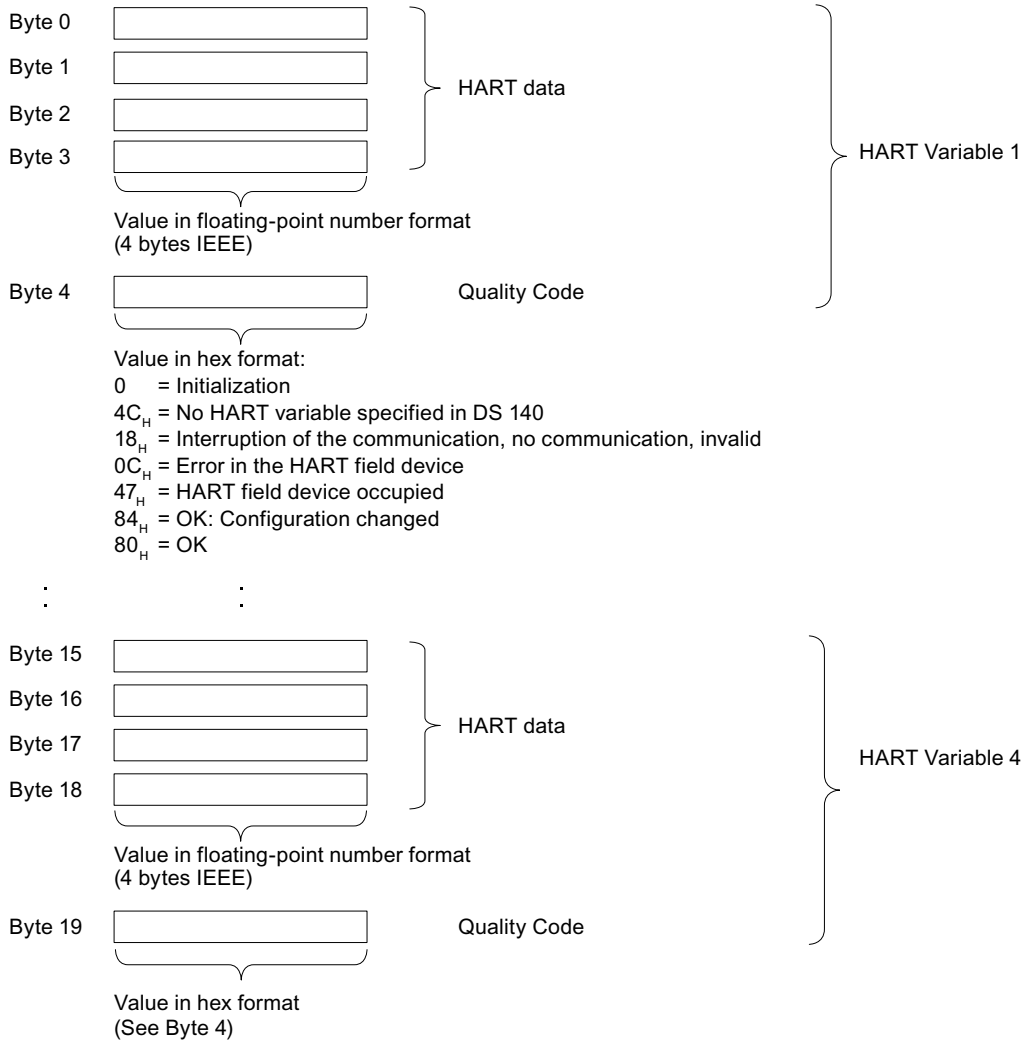 Byte 0
Byte 1
HART data
Byte 2
Byte 3
HART Variable 1
Value in floating-point number format
(4 bytes IEEE)
Byte 4 Quality Code
Value in hex format:
0 = Initialization
4CH = No HART variable specified in DS 140
18H = Interruption of the communication, no communication, invalid
0CH = Error in the HART field device
47H = HART field device occupied
84H = OK: Configuration changed
80H = OK
: :
Byte 15
Byte 16
HART data
Byte 17
HART Variable 4
Byte 18
Value in floating-point number format
(4 bytes IEEE)
Byte 19 Quality Code
Value in hex format
(See Byte 4)